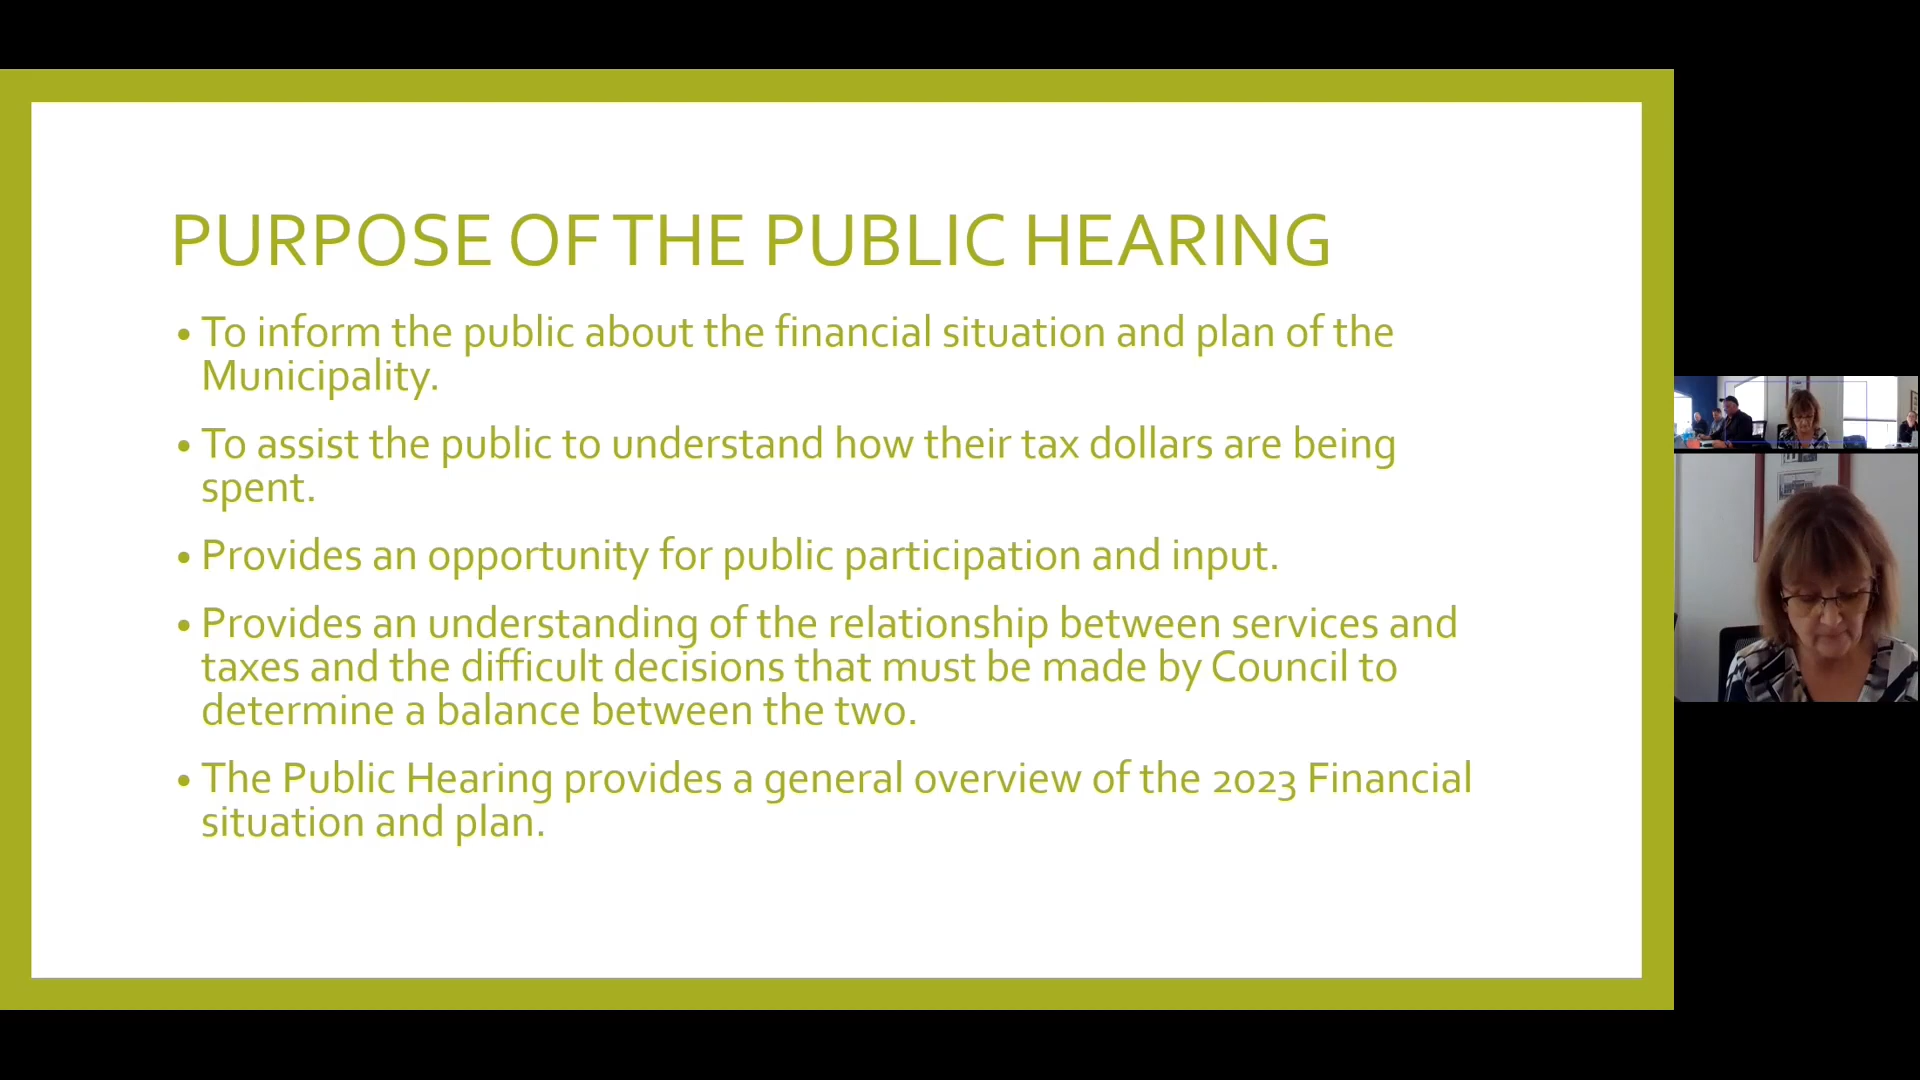 PURPOSE OF THE PUBLIC HEARING
• To inform the public about the financial situation and plan of the
Municipality.
• To assist the public to understand how their tax dollars are being
spent.
• Provides an opportunity for public participation and input.
• Provides an understanding of the relationship between services and
taxes and the difficult decisions that must be made by Council to
determine a balance between the two.
• The Public Hearing provides a general overview of the 2023 Financial
situation and plan.